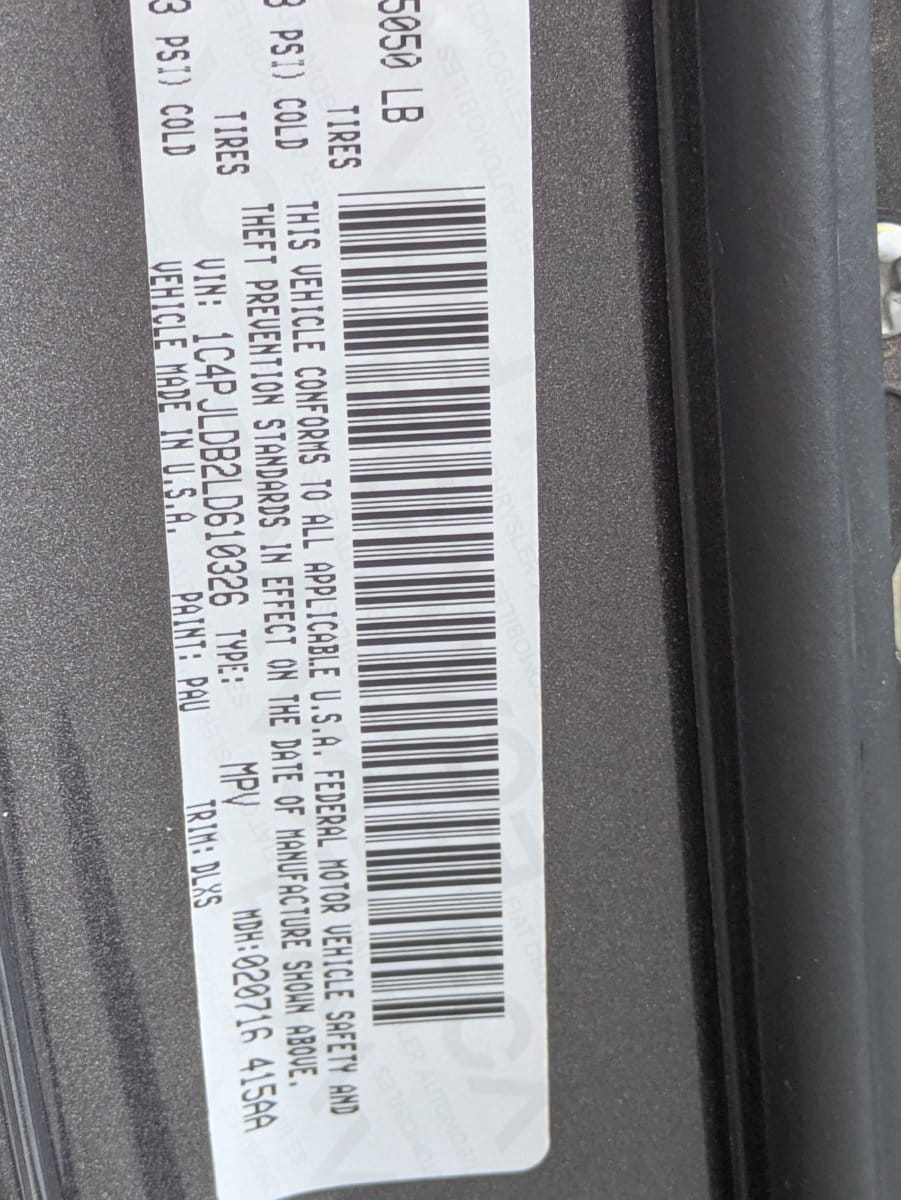 5050 LB
TIRES
PSI) COLD
TIRES
3 PSI) COLD
THIS VEHICLE CONFORMS TO ALL APPLICABLE U.S.A. FEDERAL MOTOR VEHICLE SAFETY AND
THEFT PREVENTION STANDARDS IN EFFECT ON THE DATE OF MANUFACTURE SHOWN ABOVE.
VIN: 1C4PJLDB2LD610326 TYPE: MPV MDH:020716 415AA
VEHICLE MADE IN U.S.A. PAINT: PAU TRIM: DLXS